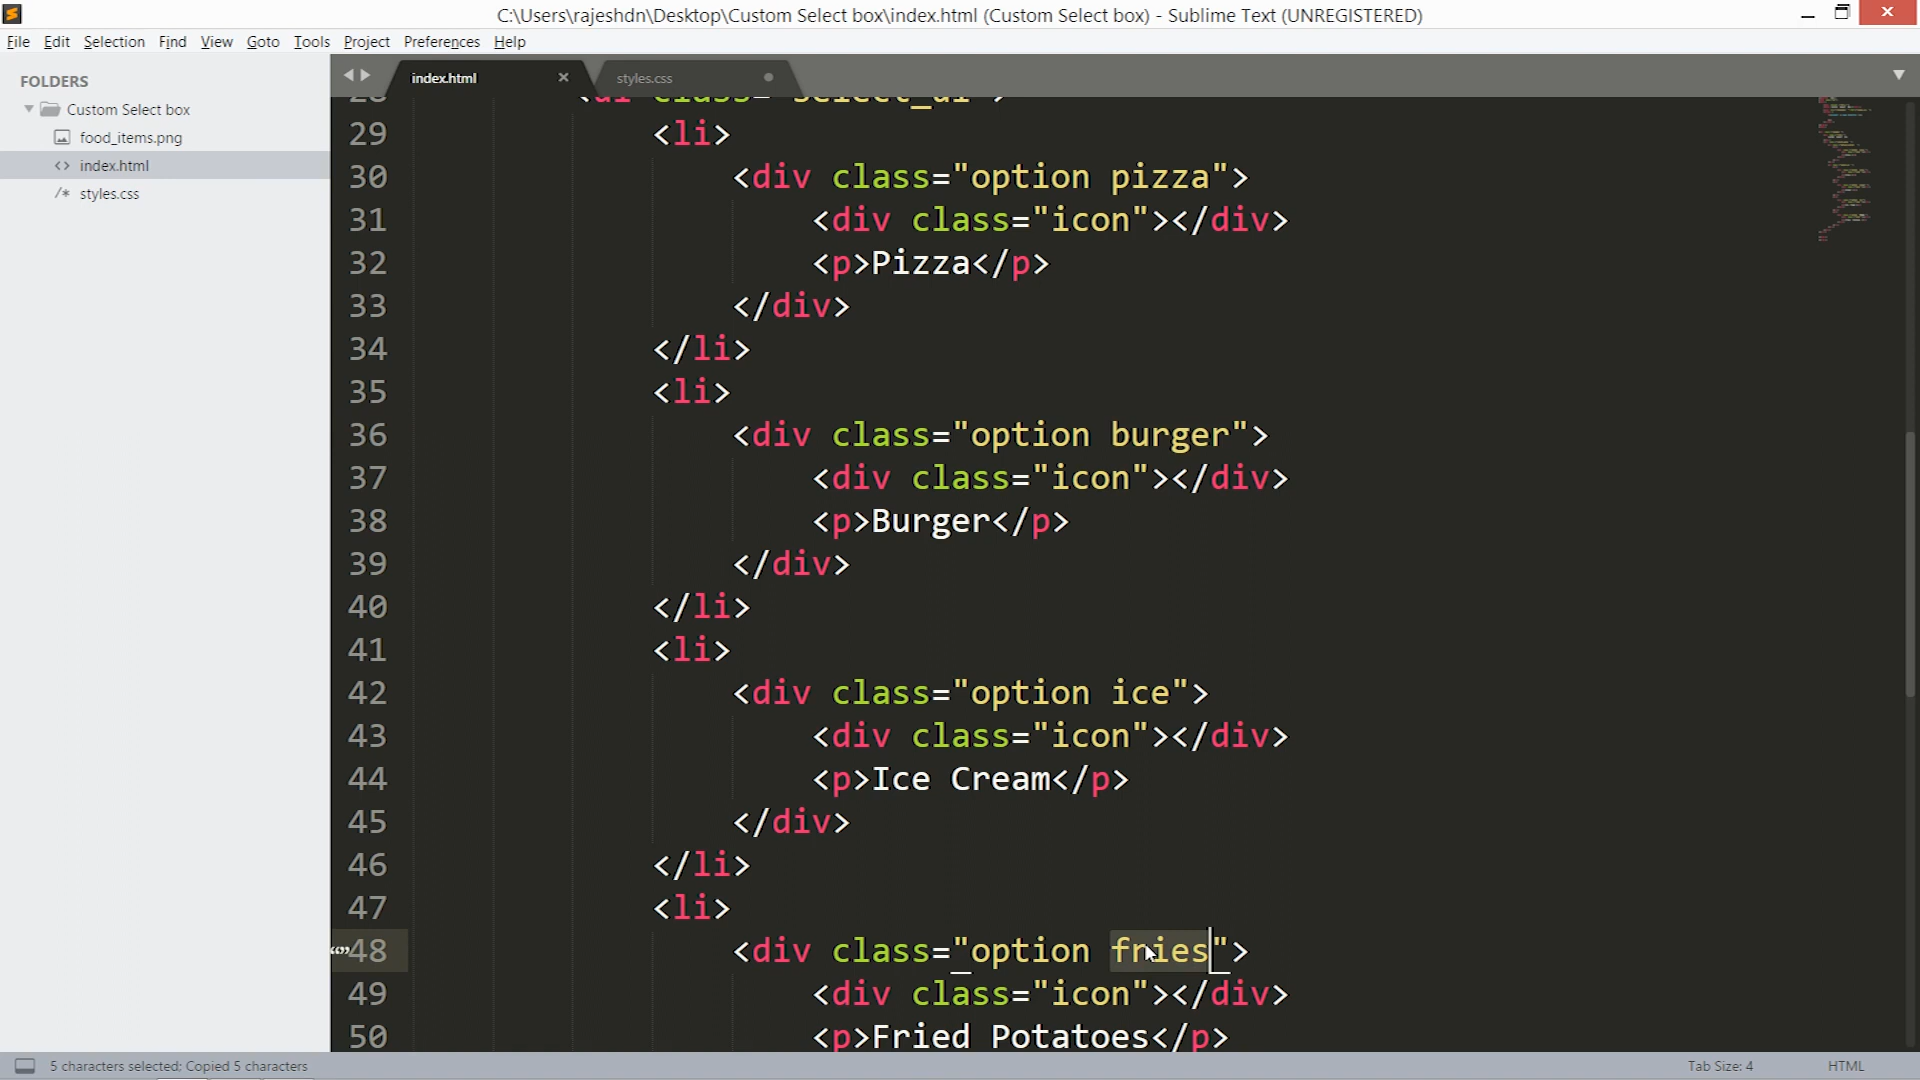 C:\Users\rajeshdn\Desktop\Custom Select box\index.html (Custom Select box) - Sublime Text (UNREGISTERED)
File Edit Selection Find View Goto Tools Project Preferences Help
FOLDERS
Custom Select box
food_items.png
<> index.html
/* styles.css
index.html ×
styles.css
28 <ul class="select_ul">
29 <li>
30 <div class="option pizza">
31 <div class="icon"></div>
32 <p>Pizza</p>
33 </div>
34 </li>
35 <li>
36 <div class="option burger">
37 <div class="icon"></div>
38 <p>Burger</p>
39 </div>
40 </li>
41 <li>
42 <div class="option ice">
43 <div class="icon"></div>
44 <p>Ice Cream</p>
45 </div>
46 </li>
47 <li>
“”48 <div class="option fries">
49 <div class="icon"></div>
50 <p>Fried Potatoes</p>
5 characters selected; Copied 5 characters
Tab Size: 4
HTML